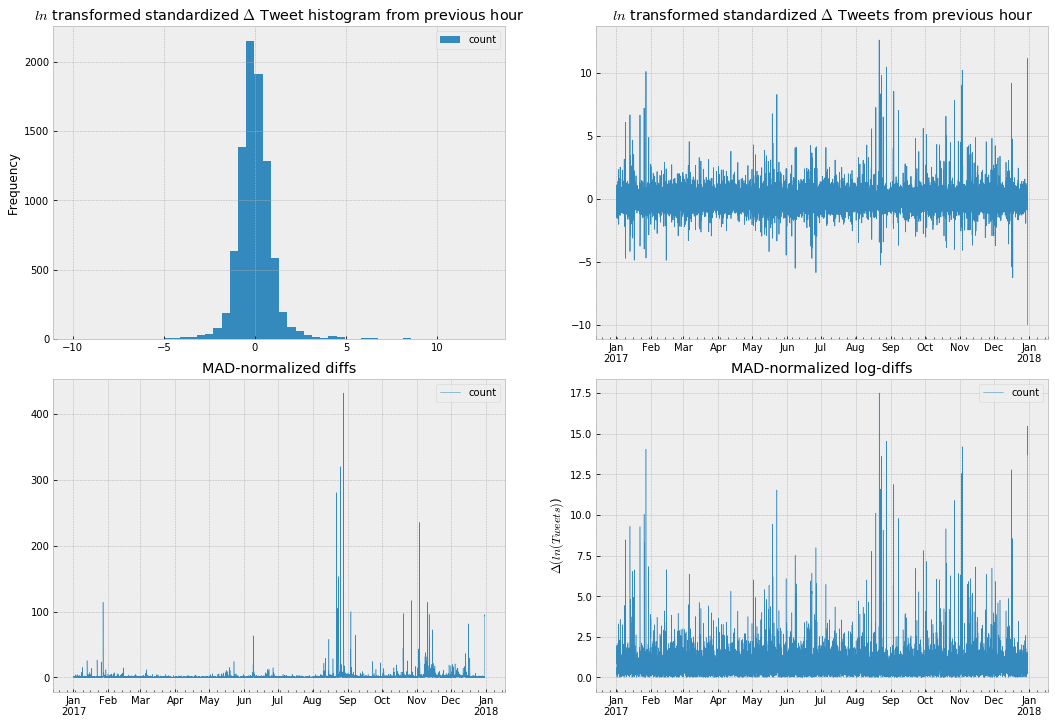 ln transformed standardized Δ Tweet histogram from previous hour
count
Frequency
2000
1500
1000
500
0
−10 −5 0 5 10
ln transformed standardized Δ Tweets from previous hour
10
5
0
−5
−10
Jan Feb Mar Apr May Jun Jul Aug Sep Oct Nov Dec Jan
2017 2018
MAD-normalized diffs
count
400
300
200
100
0
Jan Feb Mar Apr May Jun Jul Aug Sep Oct Nov Dec Jan
2017 2018
MAD-normalized log-diffs
count
Δ(ln(Tweets))
17.5
15.0
12.5
10.0
7.5
5.0
2.5
0.0
Jan Feb Mar Apr May Jun Jul Aug Sep Oct Nov Dec Jan
2017 2018